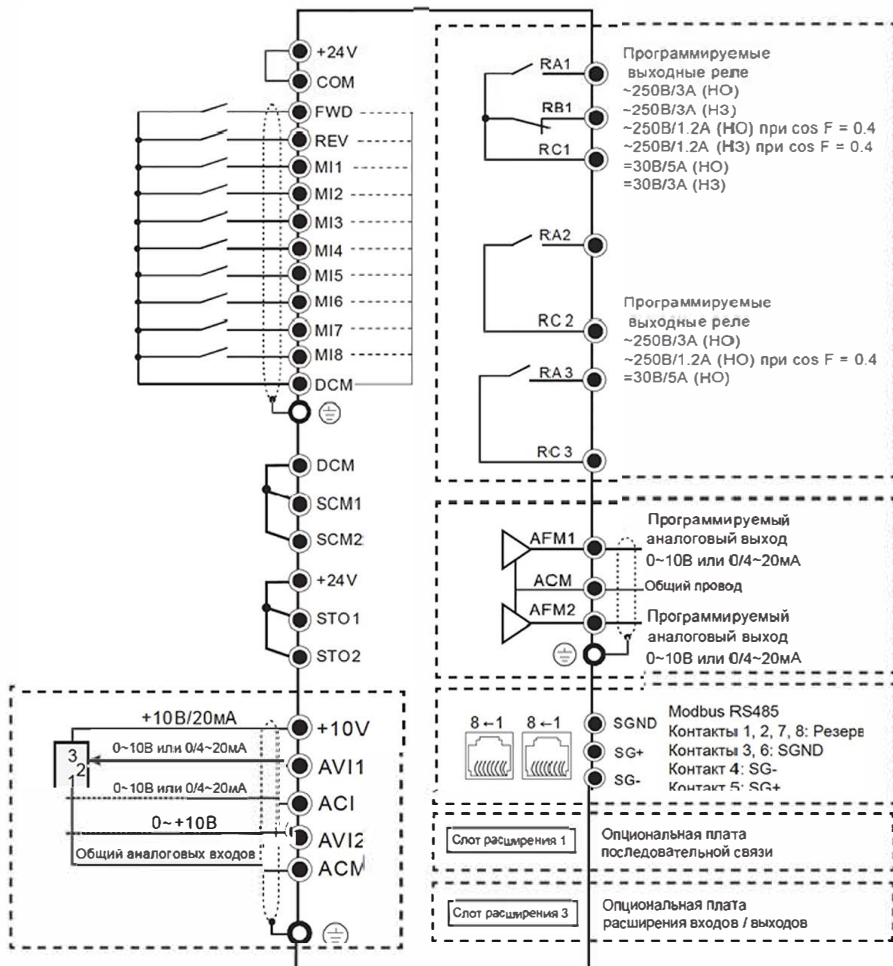 +24V
COM
FWD
REV
MI1
MI2
MI3
MI4
MI5
MI6
MI7
MI8
DCM
DCM
SCM1
SCM2
+24V
STO1
STO2
+10В/20мА
+10V
0~10В или 0/4~20мА
AVI1
3
2
1
0~10В или 0/4~20мА
ACI
0~+10В
AVI2
Общий аналоговых входов
ACM
RA1
RB1
RC1
Программируемые
выходные реле
~250В/3А (НО)
~250В/3А (НЗ)
~250В/1.2А (НО) при cos F = 0.4
~250В/1.2А (НЗ) при cos F = 0.4
=30В/5А (НО)
=30В/3А (НЗ)
RA2
RC2
RA3
RC3
Программируемые
выходные реле
~250В/3А (НО)
~250В/1.2А (НО) при cos F = 0.4
=30В/5А (НО)
AFM1
ACM
AFM2
Программируемый
аналоговый выход
0~10В или 0/4~20мА
Общий провод
Программируемый
аналоговый выход
0~10В или 0/4~20мА
8←1 8←1
SGND
SG+
SG-
Modbus RS485
Контакты 1, 2, 7, 8: Резерв
Контакты 3, 6: SGND
Контакт 4: SG-
Контакт 5: SG+
Слот расширения 1
Опциональная плата
последовательной связи
Слот расширения 3
Опциональная плата
расширения входов / выходов